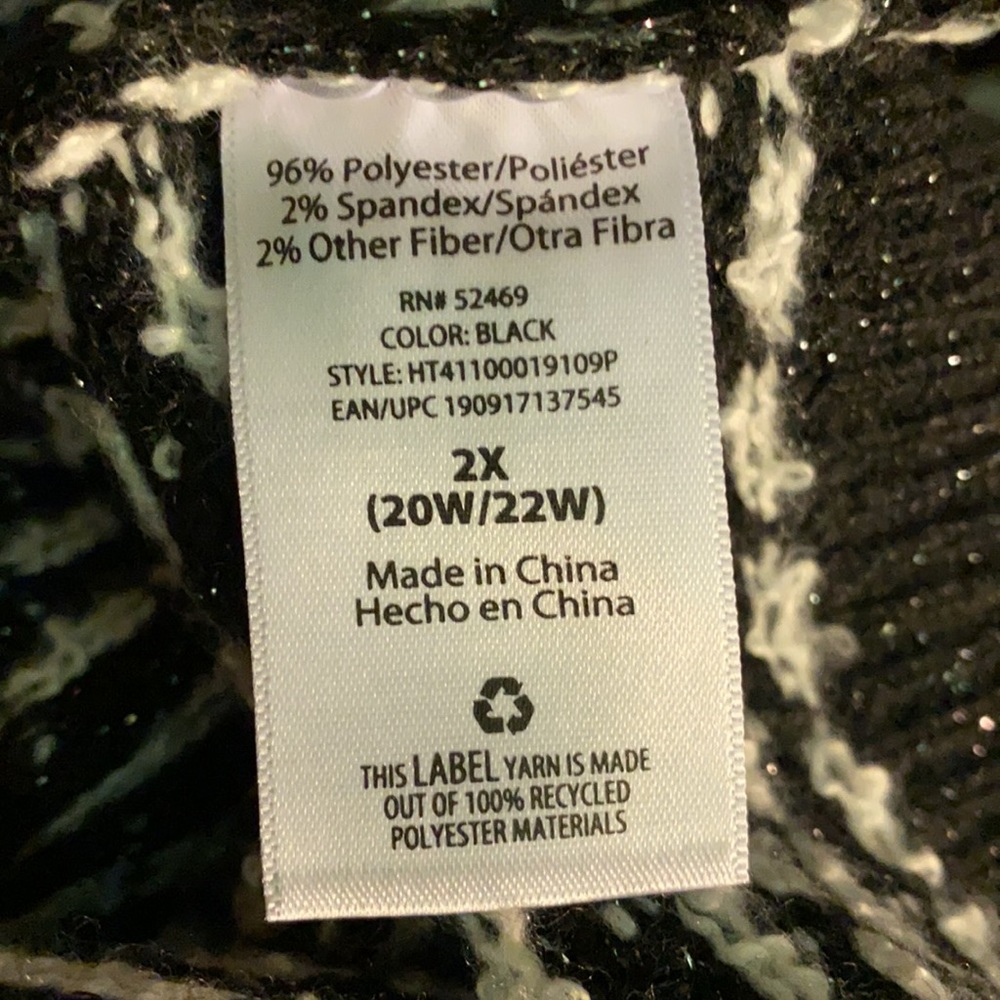 96% Polyester/Poliéster
2% Spandex/Spándex
2% Other Fiber/Otra Fibra
RN# 52469
COLOR: BLACK
STYLE: HT41100019109P
EAN/UPC 190917137545
2X
(20W/22W)
Made in China
Hecho en China
THIS LABEL YARN IS MADE
OUT OF 100% RECYCLED
POLYESTER MATERIALS